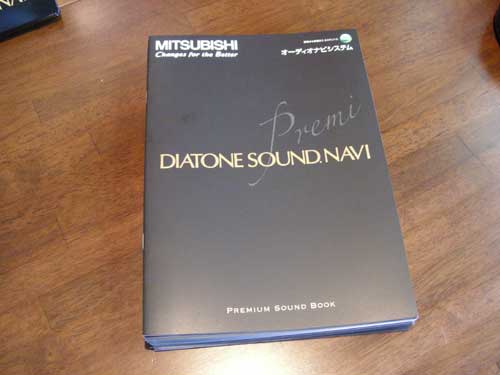 MITSUBISHI
Changes for the Better
オーディオナビシステム
Premi
DIATONE SOUND.NAVI
PREMIUM SOUND BOOK